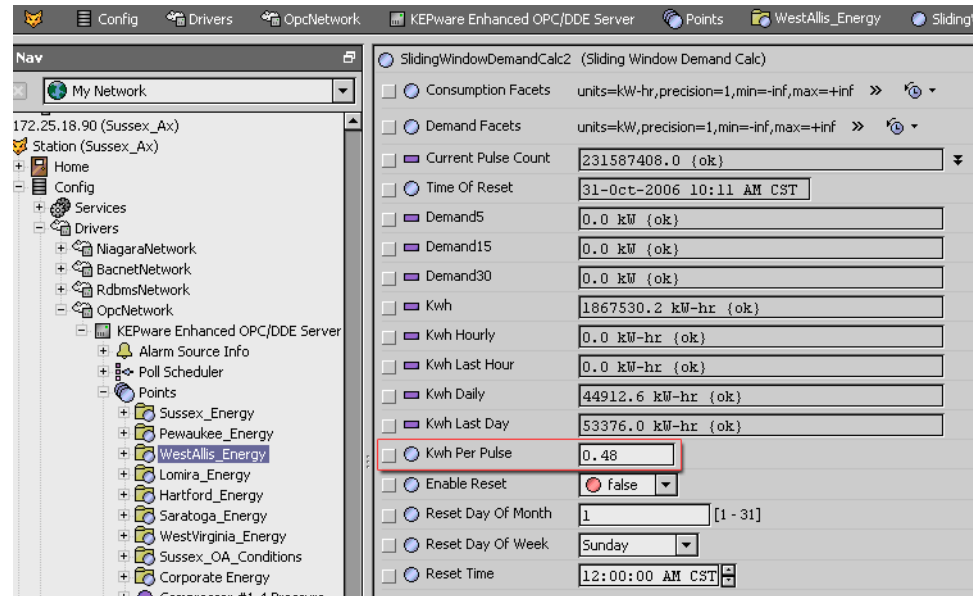 Config Drivers OpcNetwork KEPware Enhanced OPC/DDE Server Points WestAllis_Energy Sliding
Nav
My Network
172.25.18.90 (Sussex_Ax)
Station (Sussex_Ax)
Home
Config
Services
Drivers
NiagaraNetwork
BacnetNetwork
RdbmsNetwork
OpcNetwork
KEPware Enhanced OPC/DDE Server
Alarm Source Info
Poll Scheduler
Points
Sussex_Energy
Pewaukee_Energy
WestAllis_Energy
Lomira_Energy
Hartford_Energy
Saratoga_Energy
WestVirginia_Energy
Sussex_OA_Conditions
Corporate Energy
SlidingWindowDemandCalc2 (Sliding Window Demand Calc)
Consumption Facets units=kW-hr,precision=1,min=-inf,max=+inf »
Demand Facets units=kW,precision=1,min=-inf,max=+inf »
Current Pulse Count 231587408.0 {ok}
Time Of Reset 31-Oct-2006 10:11 AM CST
Demand5 0.0 kW {ok}
Demand15 0.0 kW {ok}
Demand30 0.0 kW {ok}
Kwh 1867530.2 kW-hr {ok}
Kwh Hourly 0.0 kW-hr {ok}
Kwh Last Hour 0.0 kW-hr {ok}
Kwh Daily 44912.6 kW-hr {ok}
Kwh Last Day 53376.0 kW-hr {ok}
Kwh Per Pulse 0.48
Enable Reset false
Reset Day Of Month 1 [1 - 31]
Reset Day Of Week Sunday
Reset Time 12:00:00 AM CST